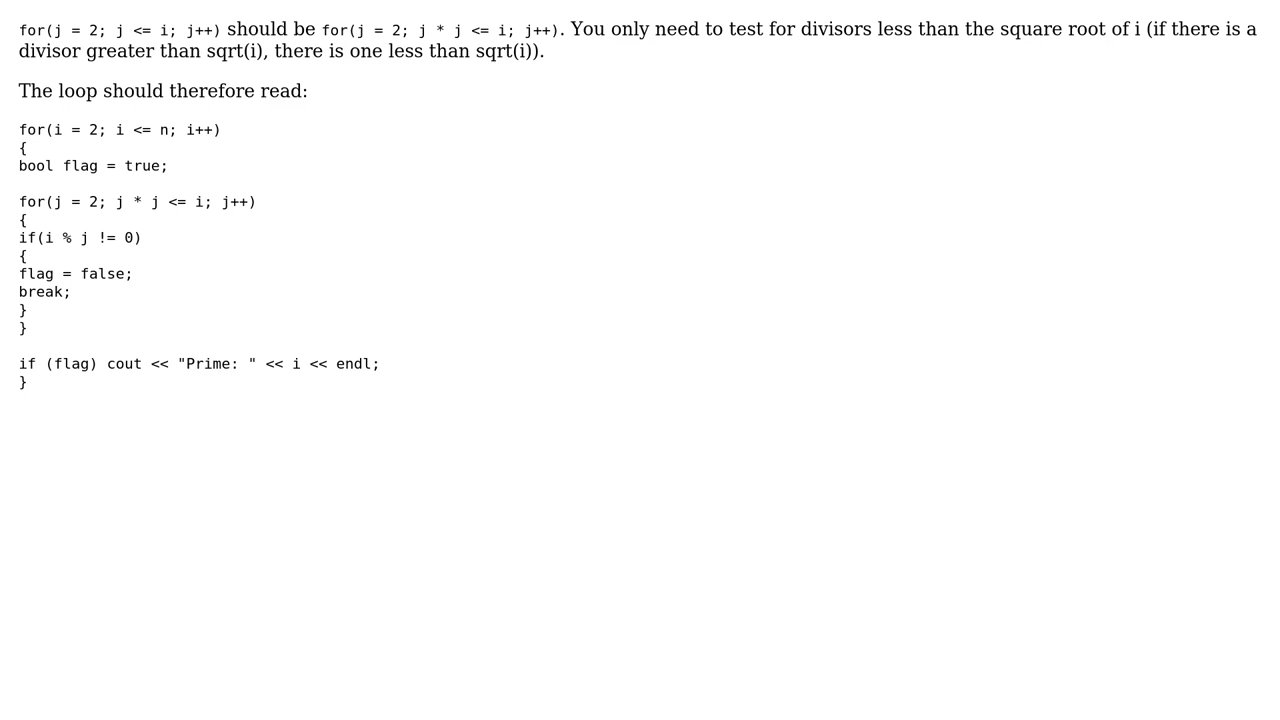 for(j = 2; j <= i; j++) should be for(j = 2; j * j <= i; j++). You only need to test for divisors less than the square root of i (if there is a
divisor greater than sqrt(i), there is one less than sqrt(i)).
The loop should therefore read:
for(i = 2; i <= n; i++)
{
bool flag = true;
for(j = 2; j * j <= i; j++)
{
if(i % j != 0)
{
flag = false;
break;
}
}
if (flag) cout << "Prime: " << i << endl;
}